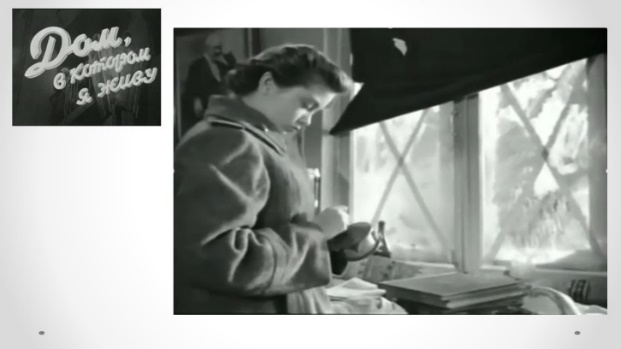 Дом,
в котором
я живу